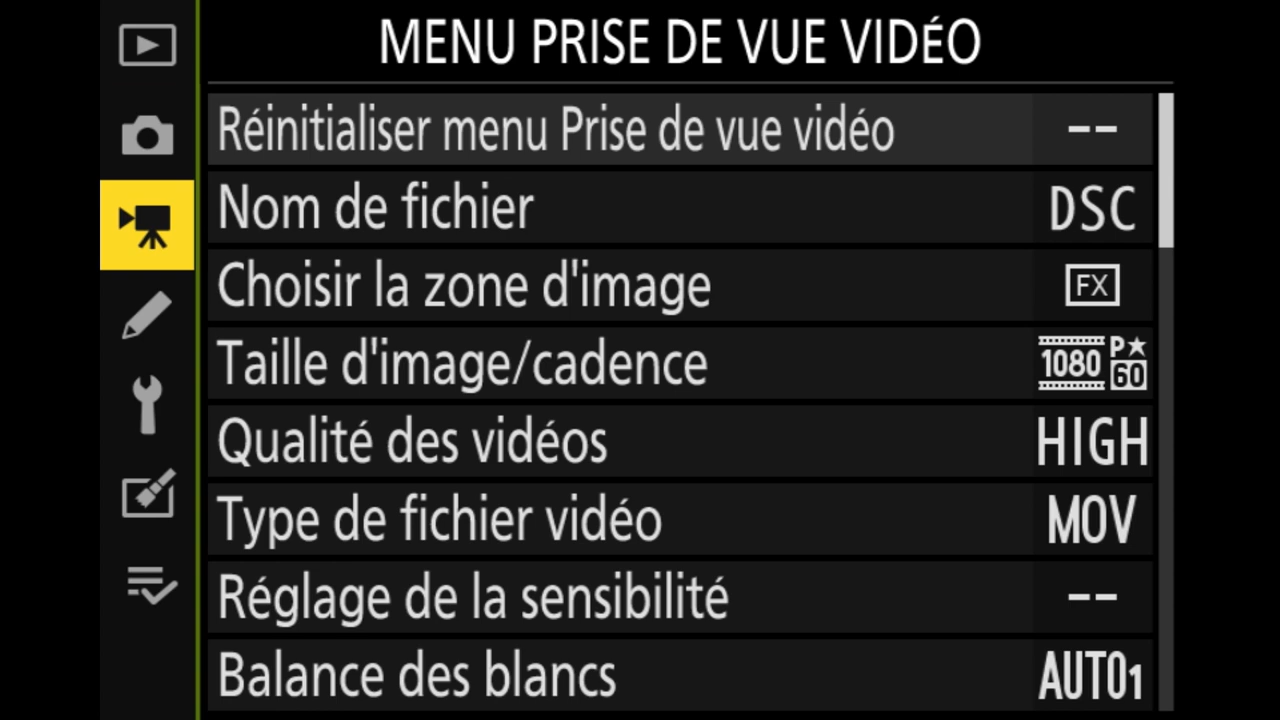 MENU PRISE DE VUE VIDÉO
Réinitialiser menu Prise de vue vidéo --
Nom de fichier DSC
Choisir la zone d'image FX
Taille d'image/cadence 1080 P★ 60
Qualité des vidéos HIGH
Type de fichier vidéo MOV
Réglage de la sensibilité --
Balance des blancs AUTO1